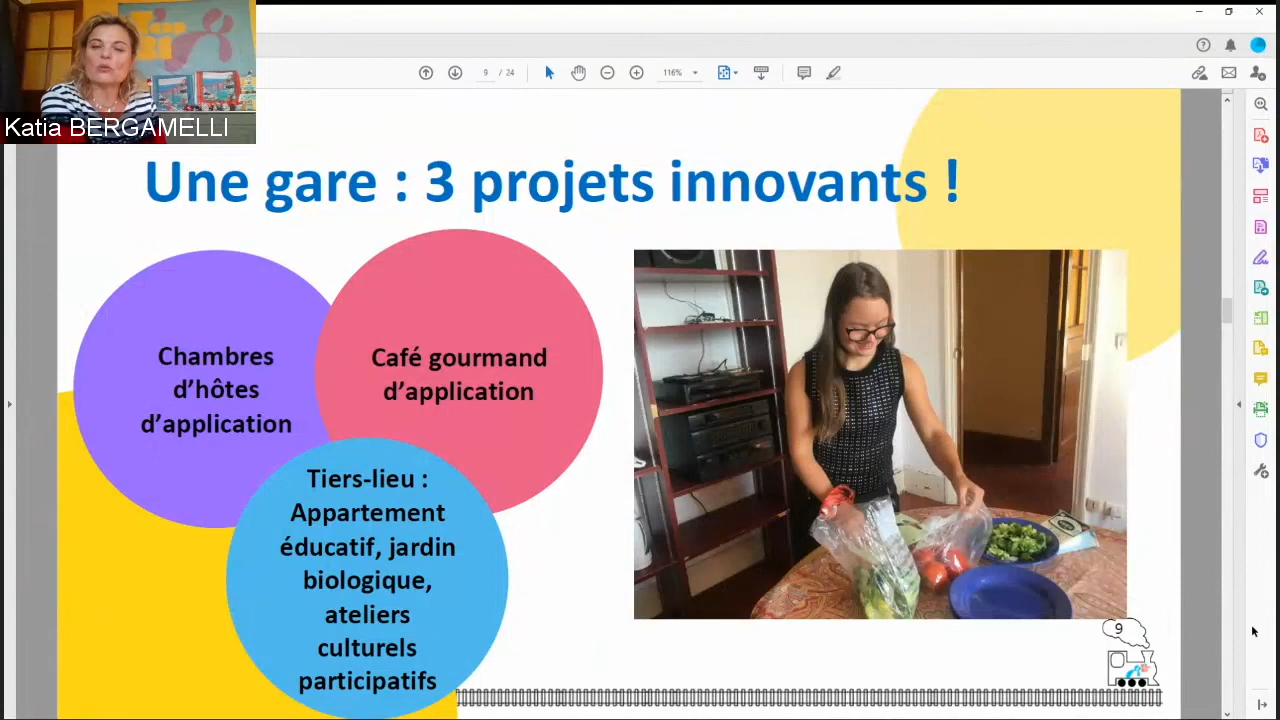 9 / 24
116%
Katia BERGAMELLI
Une gare : 3 projets innovants !
Chambres
d’hôtes
d’application
Café gourmand
d’application
Tiers-lieu :
Appartement
éducatif, jardin
biologique,
ateliers
culturels
participatifs
9